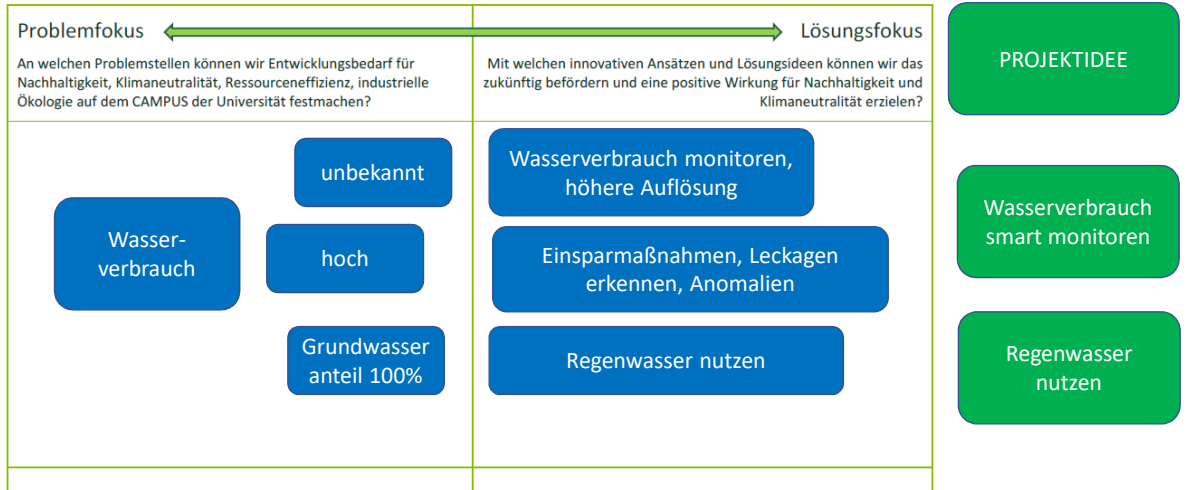 Problemfokus
Lösungsfokus
An welchen Problemstellen können wir Entwicklungsbedarf für
Nachhaltigkeit, Klimaneutralität, Ressourceneffizienz, industrielle
Ökologie auf dem CAMPUS der Universität festmachen?
Mit welchen innovativen Ansätzen und Lösungsideen können wir das
zukünftig befördern und eine positive Wirkung für Nachhaltigkeit und
Klimaneutralität erzielen?
PROJEKTIDEE
Wasser-
verbrauch
unbekannt
hoch
Grundwasser
anteil 100%
Wasserverbrauch monitoren,
höhere Auflösung
Einsparmaßnahmen, Leckagen
erkennen, Anomalien
Regenwasser nutzen
Wasserverbrauch
smart monitoren
Regenwasser
nutzen